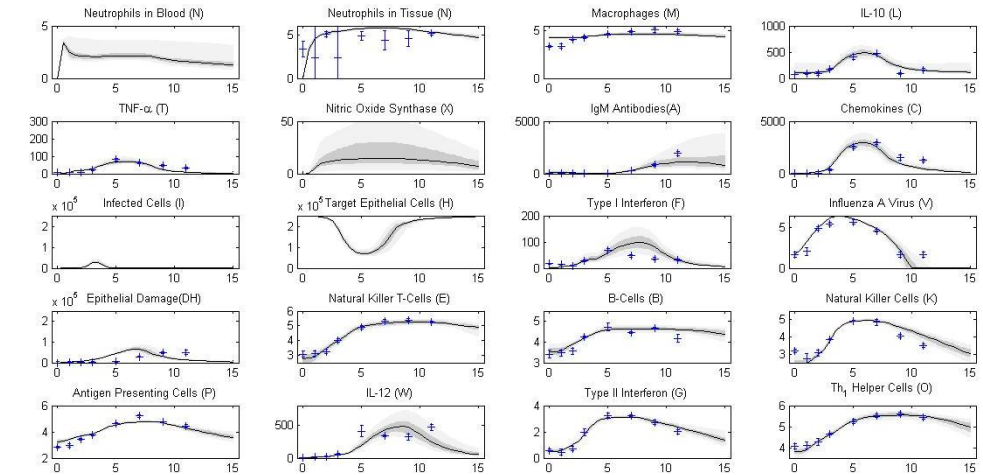 Neutrophils in Blood (N) Neutrophils in Tissue (N) Macrophages (M) IL-10 (L)
5 5 5 1000
500
0 0 0 0
0 5 10 15 0 5 10 15 0 5 10 15 0 5 10 15
TNF-α (T) Nitric Oxide Synthase (X) IgM Antibodies(A) Chemokines (C)
300 50 5000 5000
200
100
0 0 0 0
0 5 10 15 0 5 10 15 0 5 10 15 0 5 10 15
x 10⁵ Infected Cells (I) x 10⁵ Target Epithelial Cells (H) Type I Interferon (F) Influenza A Virus (V)
2 2 200
1 1 100 5
0 0 0 0
0 5 10 15 0 5 10 15 0 5 10 15 0 5 10 15
x 10⁵ Epithelial Damage(DH) Natural Killer T-Cells (E) B-Cells (B) Natural Killer Cells (K)
2 6 5 5
1 5 4 4
0 4 3 3
3
0 5 10 15 0 5 10 15 0 5 10 15 0 5 10 15
Antigen Presenting Cells (P) IL-12 (W) Type II Interferon (G) Th₁ Helper Cells (O)
6 500 4 6
4 2 5
2 0 0 4
0 5 10 15 0 5 10 15 0 5 10 15 0 5 10 15